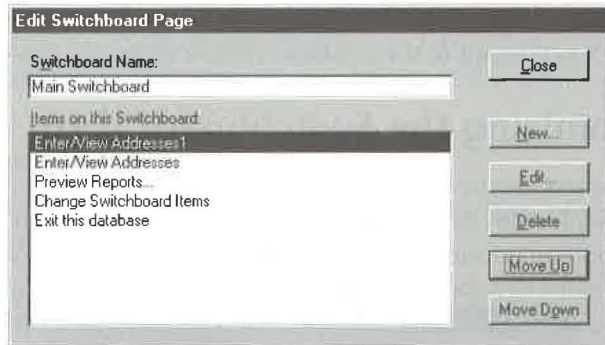 Edit Switchboard Page
Switchboard Name:
Main Switchboard
Close
Items on this Switchboard:
Enter/View Addresses1
Enter/View Addresses
Preview Reports...
Change Switchboard Items
Exit this database
New...
Edit...
Delete
Move Up
Move Down